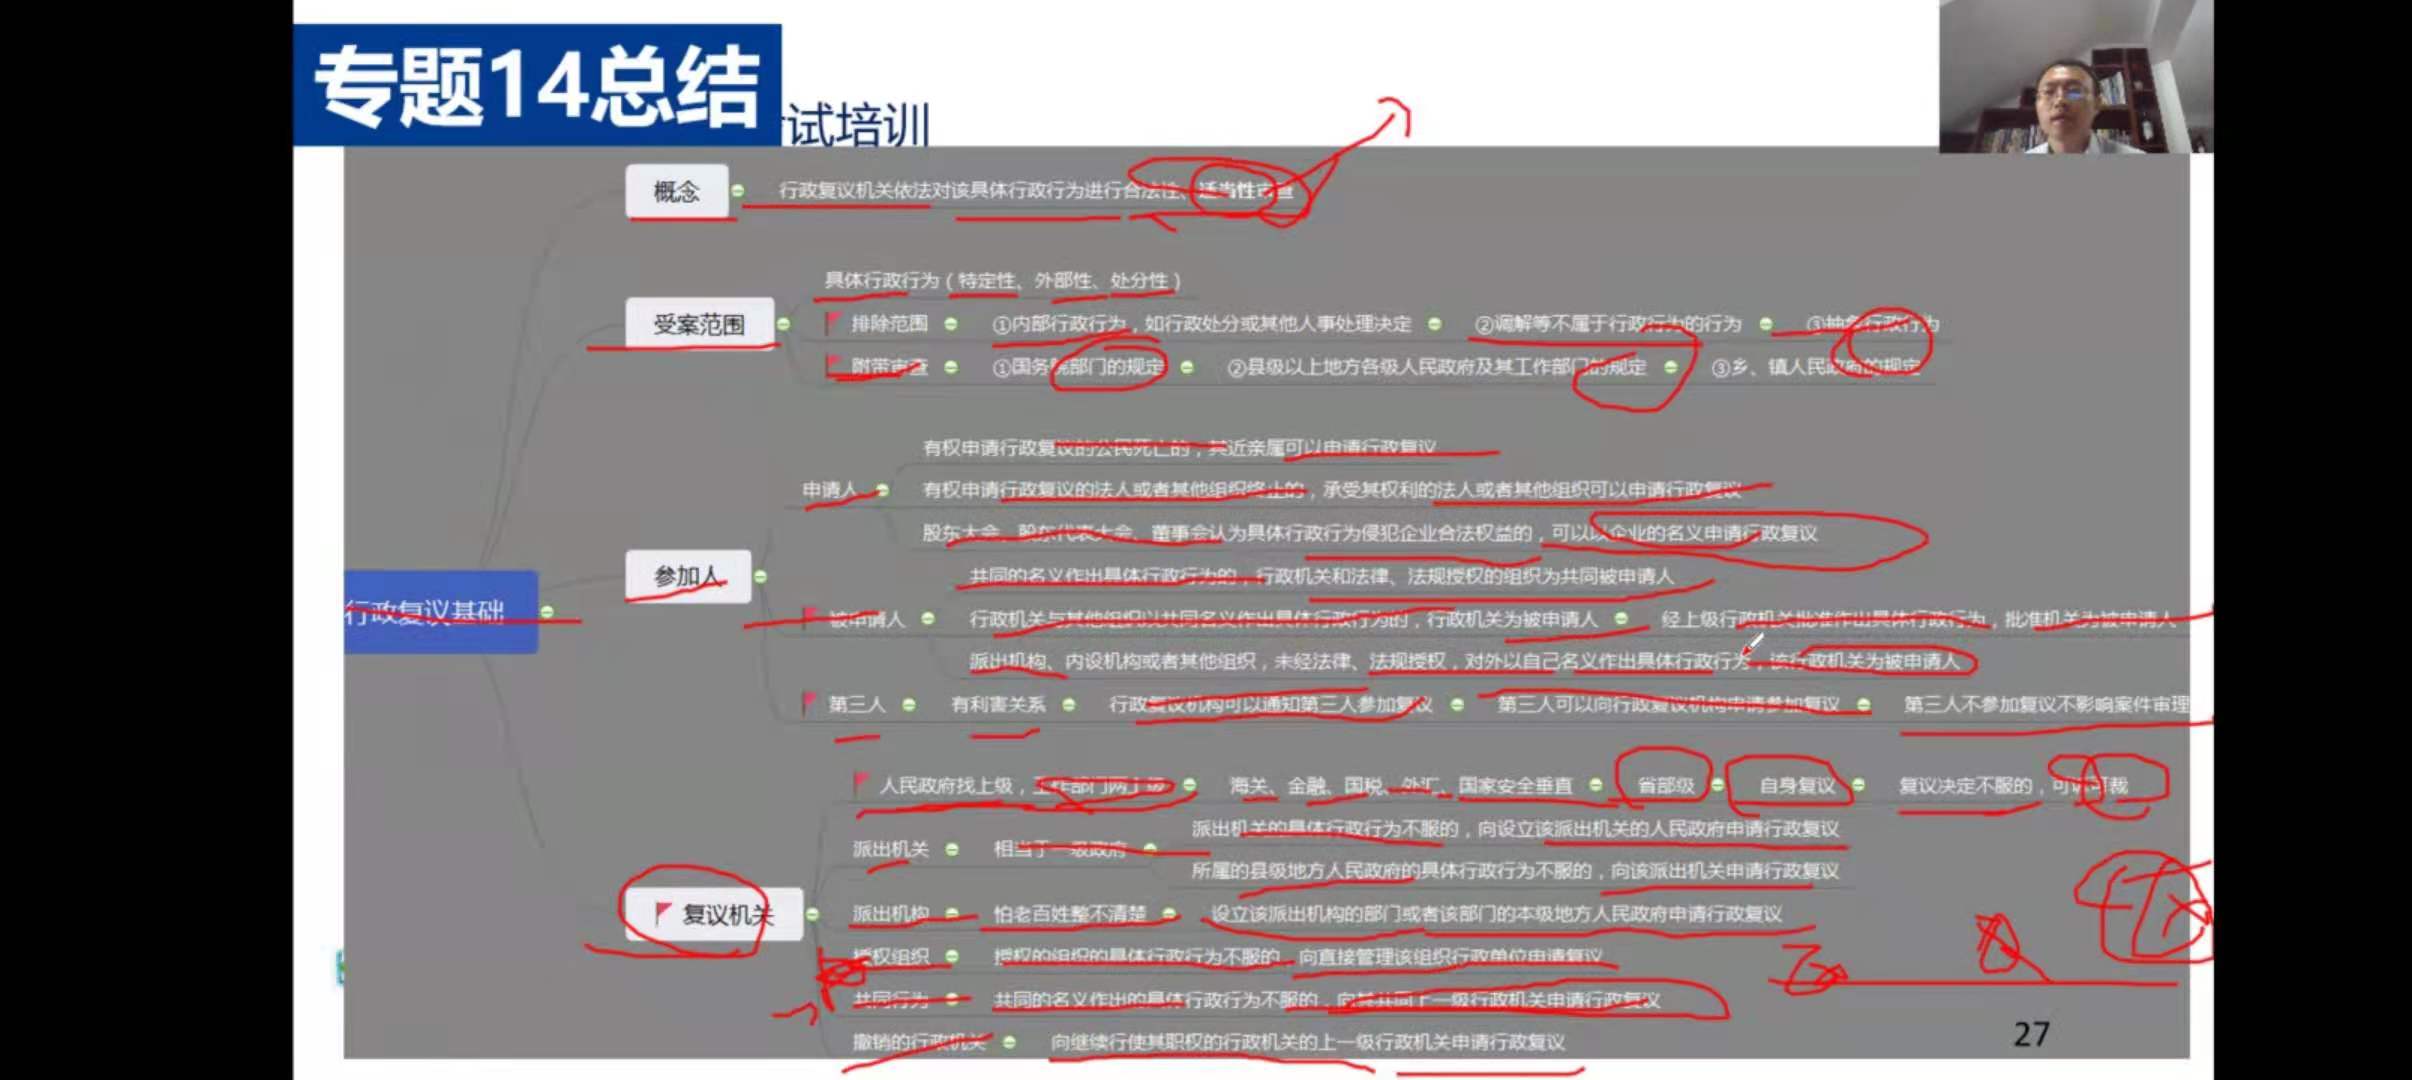 专题14总结
试培训
概念 行政复议机关依法对该具体行政行为进行合法性、适当性审查
具体行政行为（特定性、外部性、处分性）
受案范围
排除范围 ①内部行政行为，如行政处分或其他人事处理决定 ②调解等不属于行政行为的行为 ③抽象行政行为
附带审查 ①国务院部门的规定 ②县级以上地方各级人民政府及其工作部门的规定 ③乡、镇人民政府的规定
有权申请行政复议的公民死亡的，其近亲属可以申请行政复议
申请人 有权申请行政复议的法人或者其他组织终止的，承受其权利的法人或者其他组织可以申请行政复议
股东大会、股东代表大会、董事会认为具体行政行为侵犯企业合法权益的，可以以企业的名义申请行政复议
参加人
共同的名义作出具体行政行为的，行政机关和法律、法规授权的组织为共同被申请人
行政复议基础
被申请人 行政机关与其他组织以共同名义作出具体行政行为的，行政机关为被申请人 经上级行政机关批准作出具体行政行为，批准机关为被申请人
派出机构、内设机构或者其他组织，未经法律、法规授权，对外以自己名义作出具体行政行为，该行政机关为被申请人
第三人 有利害关系 行政复议机构可以通知第三人参加复议 第三人可以向行政复议机构申请参加复议 第三人不参加复议不影响案件审理
人民政府找上级，工作部门两上级 海关、金融、国税、外汇、国家安全垂直 省部级 自身复议 复议决定不服的，可诉可裁
派出机关的具体行政行为不服的，向设立该派出机关的人民政府申请行政复议
派出机关 相当于一级政府
所属的县级地方人民政府的具体行政行为不服的，向该派出机关申请行政复议
复议机关
派出机构 怕老百姓整不清楚 设立该派出机构的部门或者该部门的本级地方人民政府申请行政复议
授权组织 授权的组织的具体行政行为不服的，向直接管理该组织行政单位申请复议
共同行为 共同的名义作出的具体行政行为不服的，向其共同上一级行政机关申请行政复议
撤销的行政机关 向继续行使其职权的行政机关的上一级行政机关申请行政复议
27